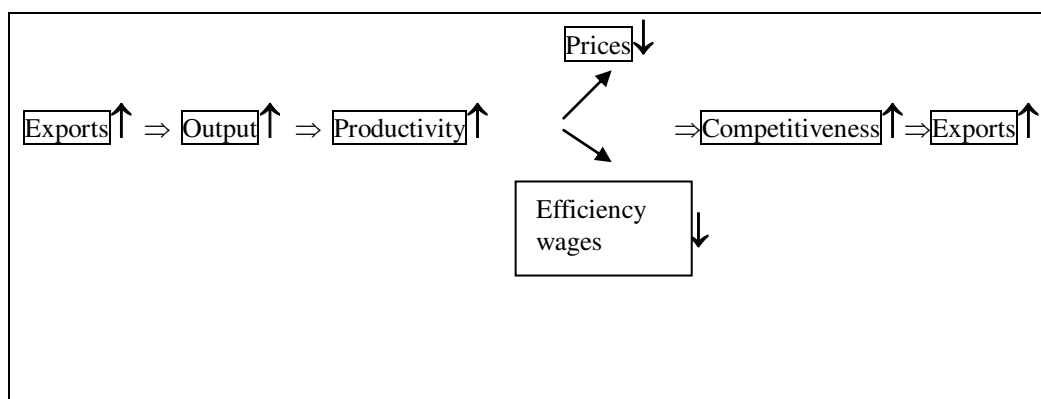 Prices↓
Exports↑ ⇒ Output↑ ⇒ Productivity↑ ⇒ Competitiveness↑ ⇒ Exports↑
Efficiency
wages↓